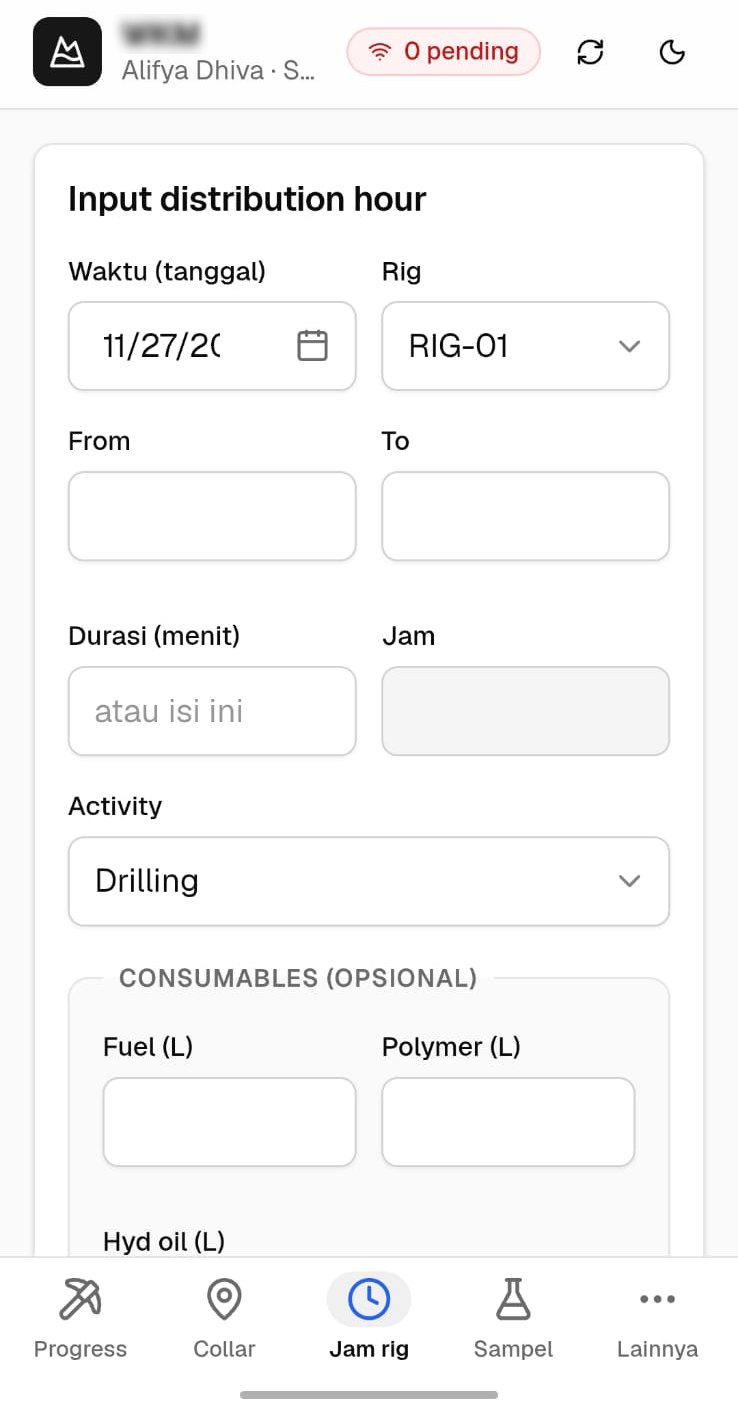 Alifya Dhiva · S...
0 pending
Input distribution hour
Waktu (tanggal)
Rig
11/27/20
RIG-01
From
To
Durasi (menit)
Jam
atau isi ini
Activity
Drilling
CONSUMABLES (OPSIONAL)
Fuel (L)
Polymer (L)
Hyd oil (L)
Progress
Collar
Jam rig
Sampel
Lainnya